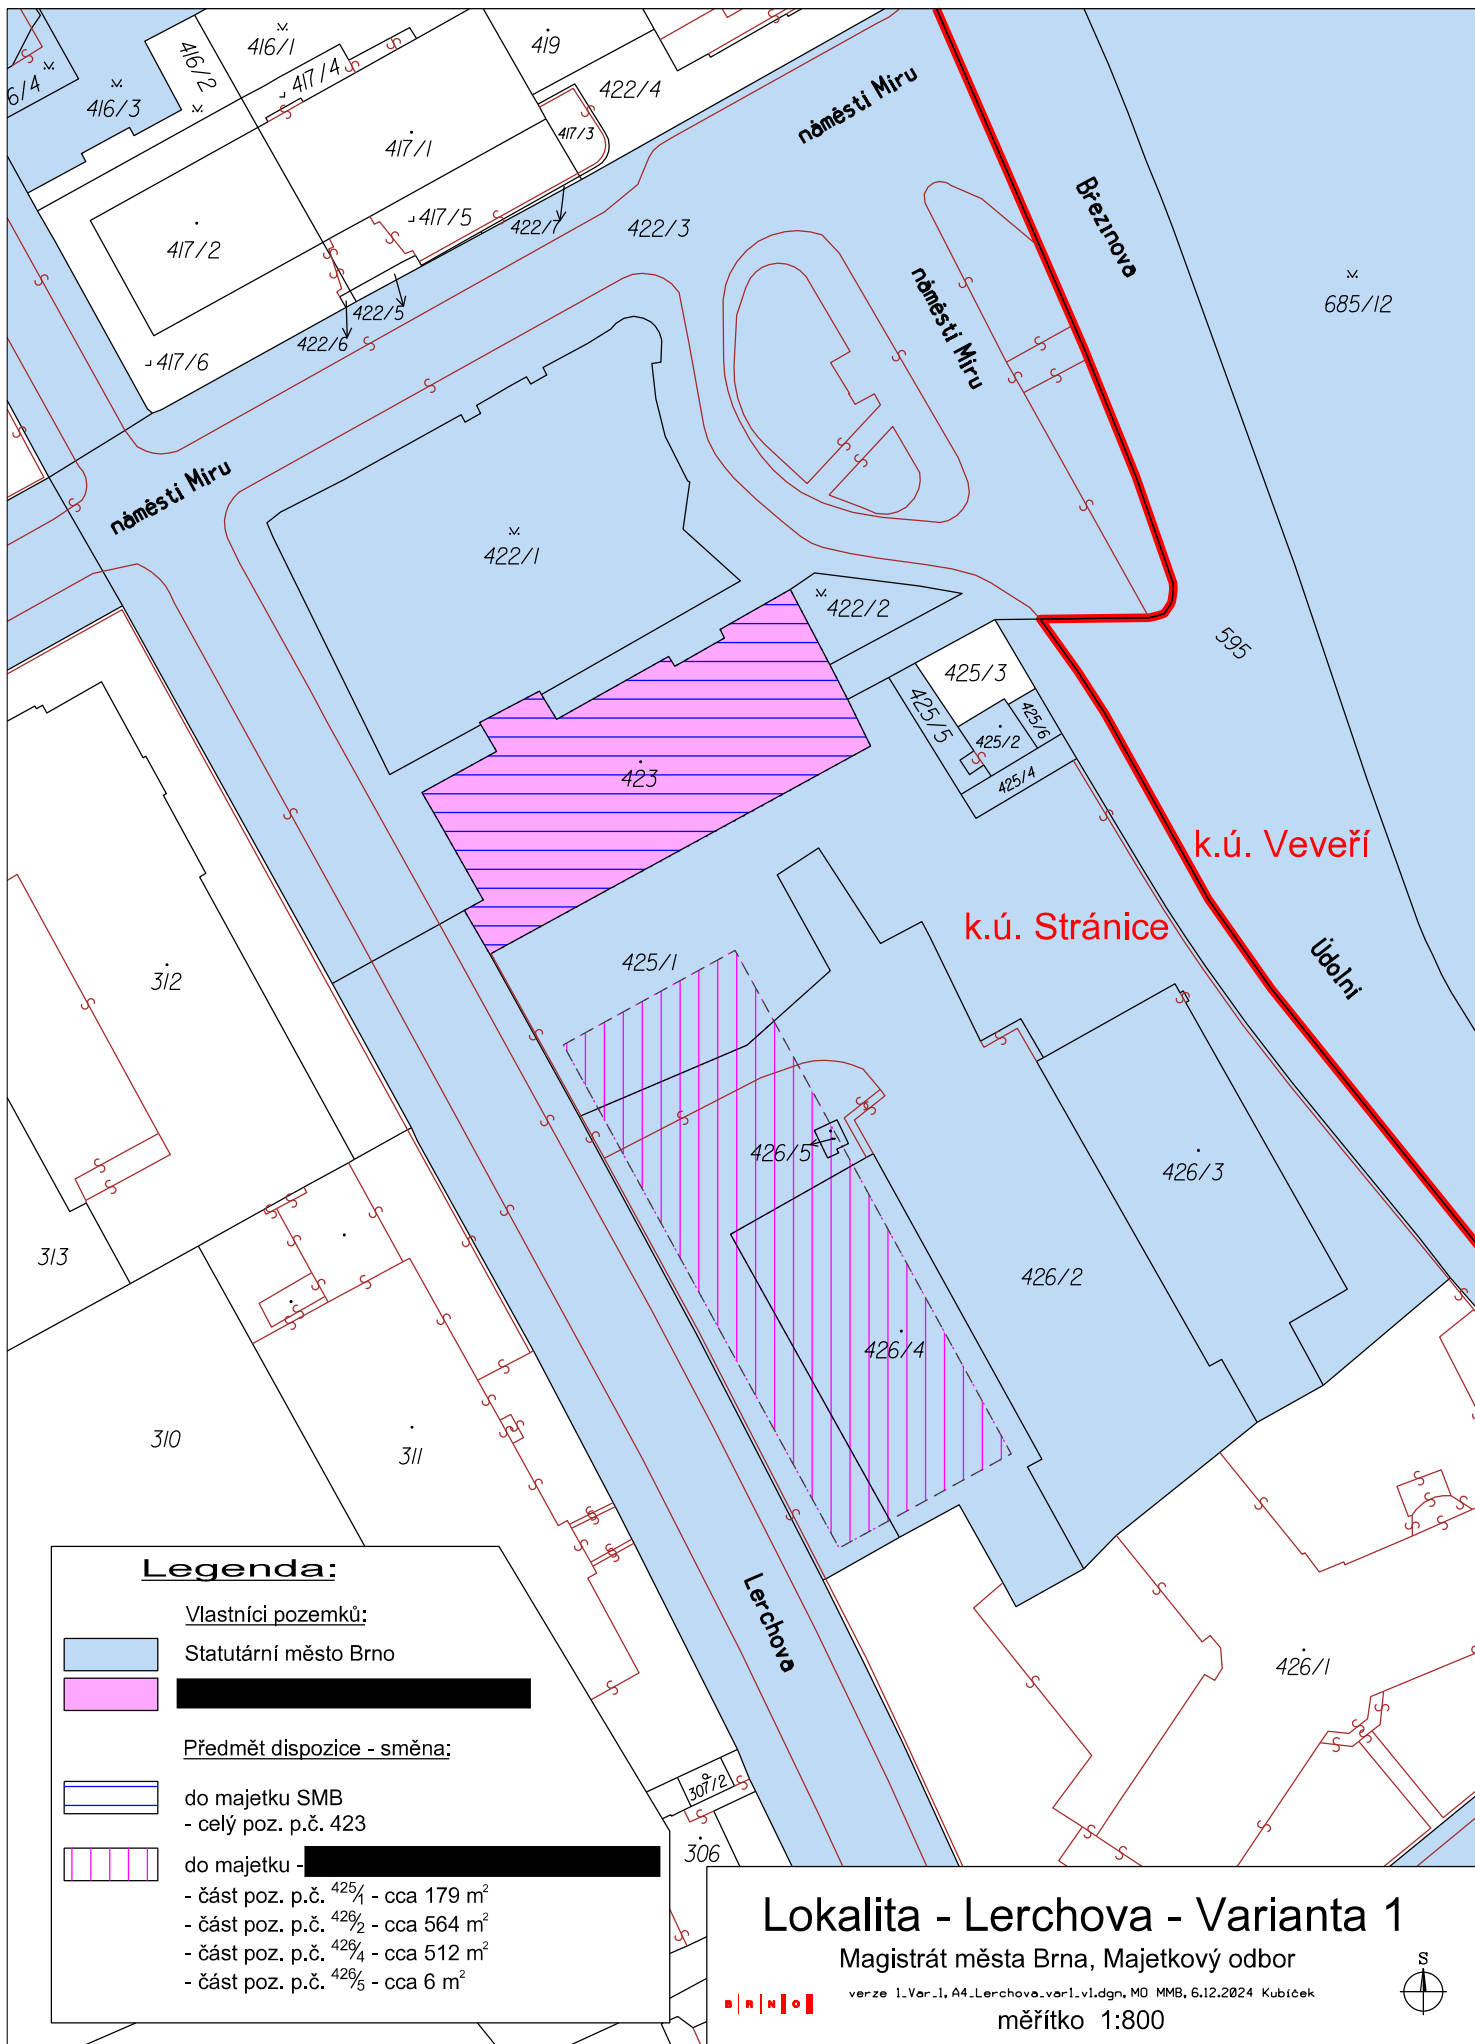 416/1
419
416/2
6/4
416/3
417/4
422/4
417/1
417/3
náměstí Míru
417/5
422/7
422/3
417/2
Březinova
náměstí Míru
685/12
422/5
422/6
417/6
náměstí Míru
422/1
422/2
595
425/3
425/5
425/6
425/2
425/4
423
k.ú. Veveří
k.ú. Stránice
Údolní
425/1
312
426/5
426/3
313
426/2
426/4
310
311
Lerchova
426/1
307/2
306
Legenda:
Vlastníci pozemků:
Statutární město Brno
Předmět dispozice - směna:
do majetku SMB
- celý poz. p.č. 423
do majetku -
- část poz. p.č. 425/1 - cca 179 m²
- část poz. p.č. 426/2 - cca 564 m²
- část poz. p.č. 426/4 - cca 512 m²
- část poz. p.č. 426/5 - cca 6 m²
Lokalita - Lerchova - Varianta 1
Magistrát města Brna, Majetkový odbor
S
B R N O
verze 1_Var_1, A4_Lerchova_var1_v1.dgn, MO MMB, 6.12.2024 Kubíček
měřítko 1:800